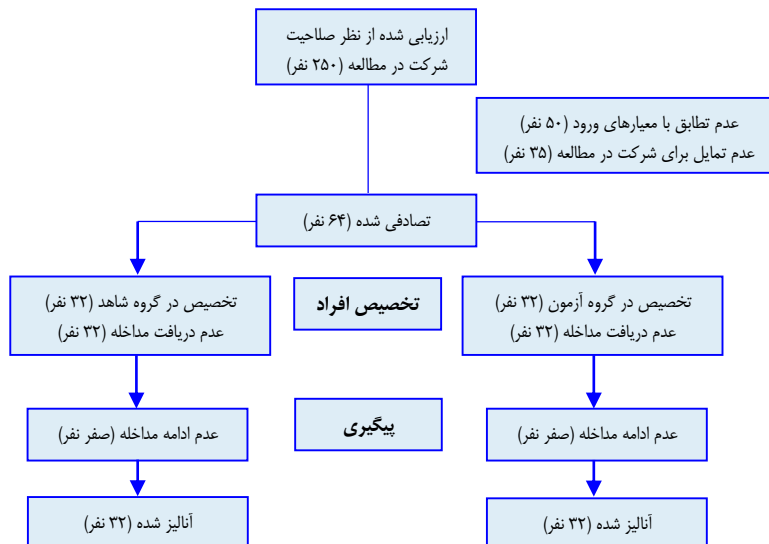 ارزیابی شده از نظر صلاحیت
شرکت در مطالعه (۲۵۰ نفر)
عدم تطابق با معیارهای ورود (۵۰ نفر)
عدم تمایل برای شرکت در مطالعه (۳۵ نفر)
تصادفی شده (۶۴ نفر)
تخصیص در گروه آزمون (۳۲ نفر)
عدم دریافت مداخله (۳۲ نفر)
تخصیص افراد
تخصیص در گروه شاهد (۳۲ نفر)
عدم دریافت مداخله (۳۲ نفر)
عدم ادامه مداخله (صفر نفر)
پیگیری
عدم ادامه مداخله (صفر نفر)
آنالیز شده (۳۲ نفر)
آنالیز شده (۳۲ نفر)